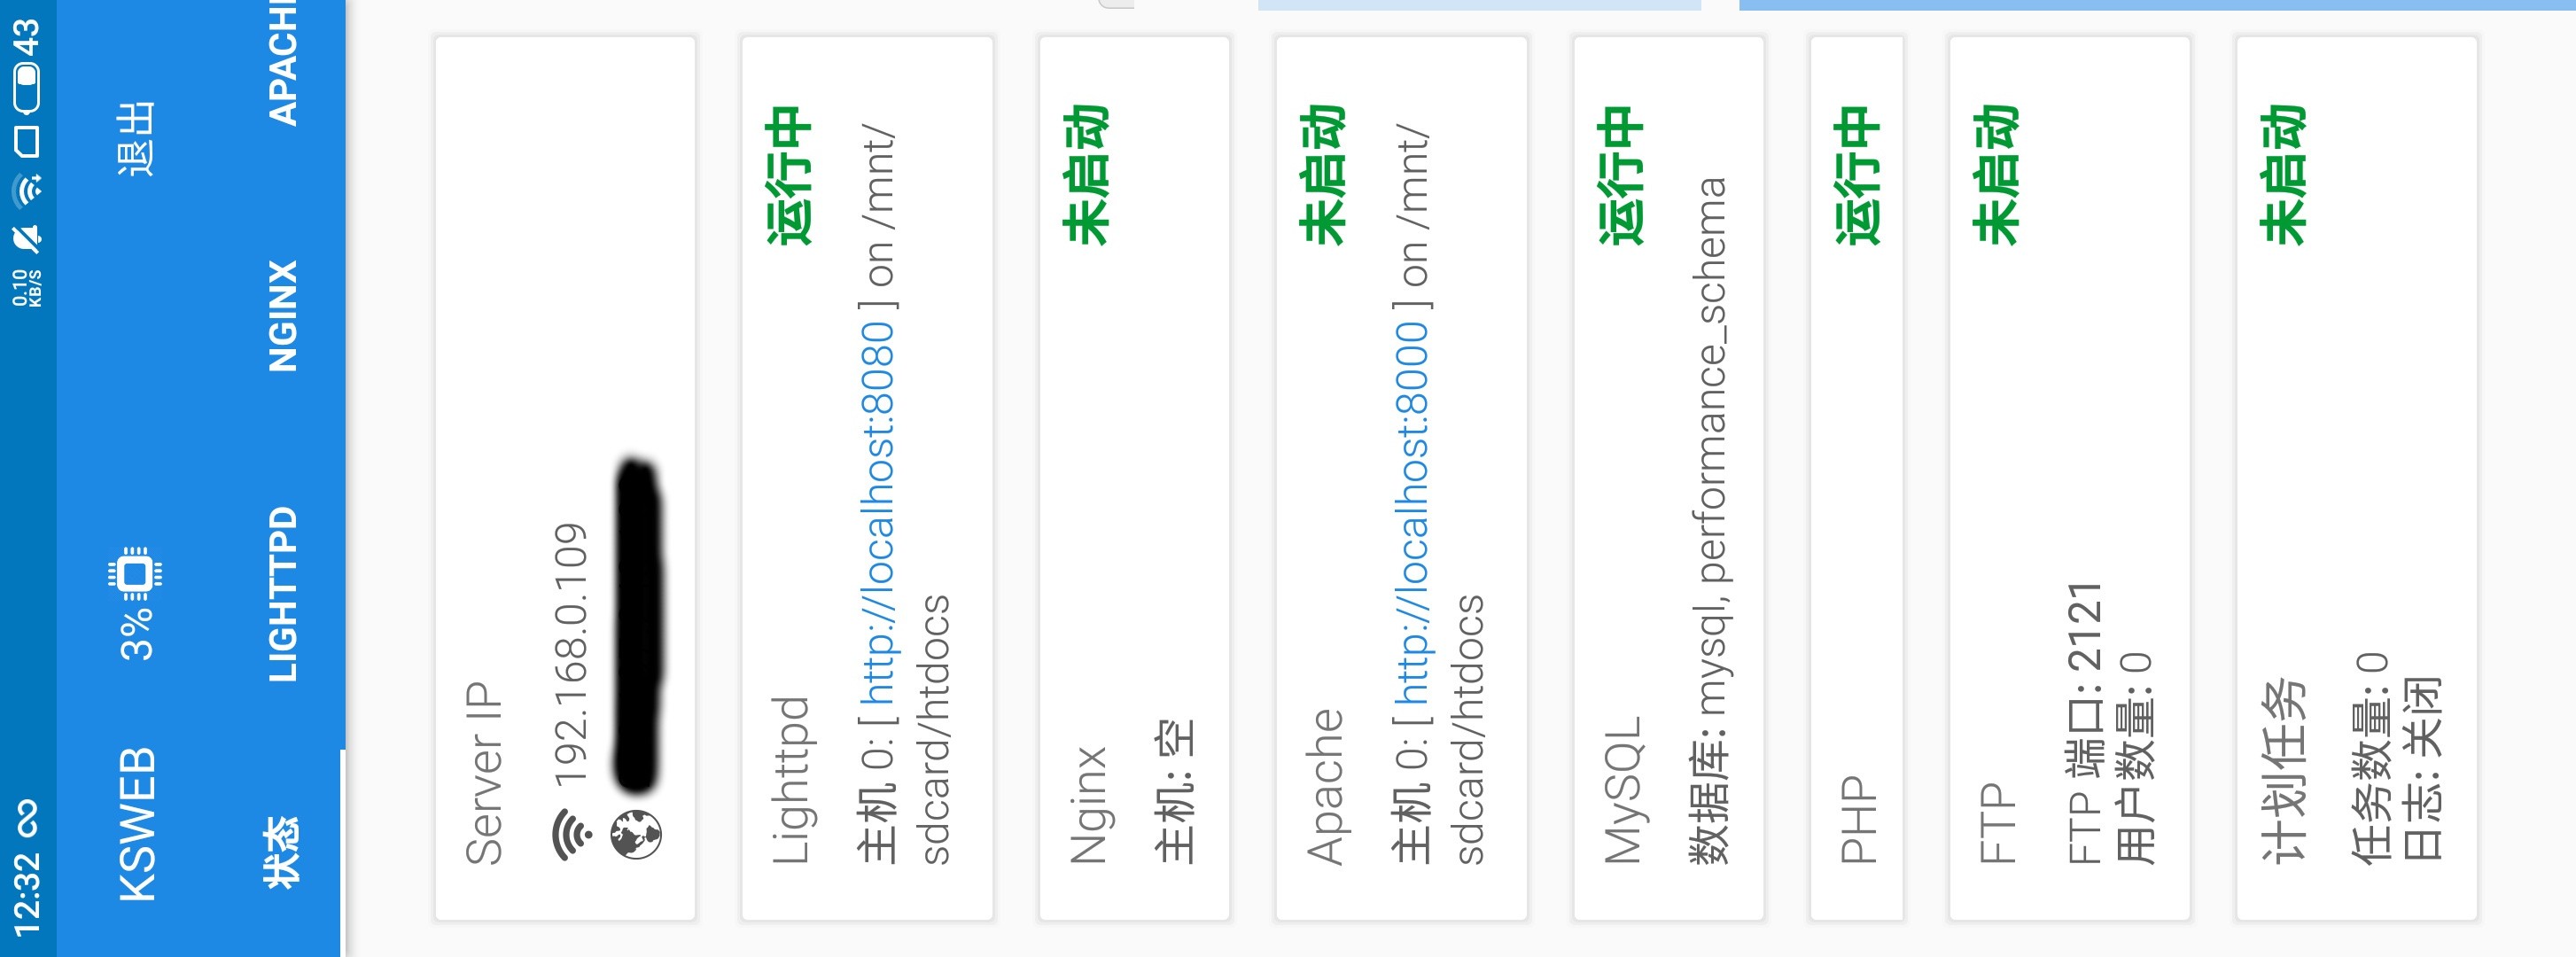 12:32
0.10
KB/S
43
KSWEB
3%
退出
状态
LIGHTTPD
NGINX
APACHE
Server IP
192.168.0.109
Lighttpd
运行中
主机 0: [ http://localhost:8080 ] on /mnt/
sdcard/htdocs
Nginx
未启动
主机: 空
Apache
未启动
主机 0: [ http://localhost:8000 ] on /mnt/
sdcard/htdocs
MySQL
运行中
数据库: mysql, performance_schema
PHP
运行中
FTP
未启动
FTP 端口: 2121
用户数量: 0
计划任务
未启动
任务数量: 0
日志: 关闭